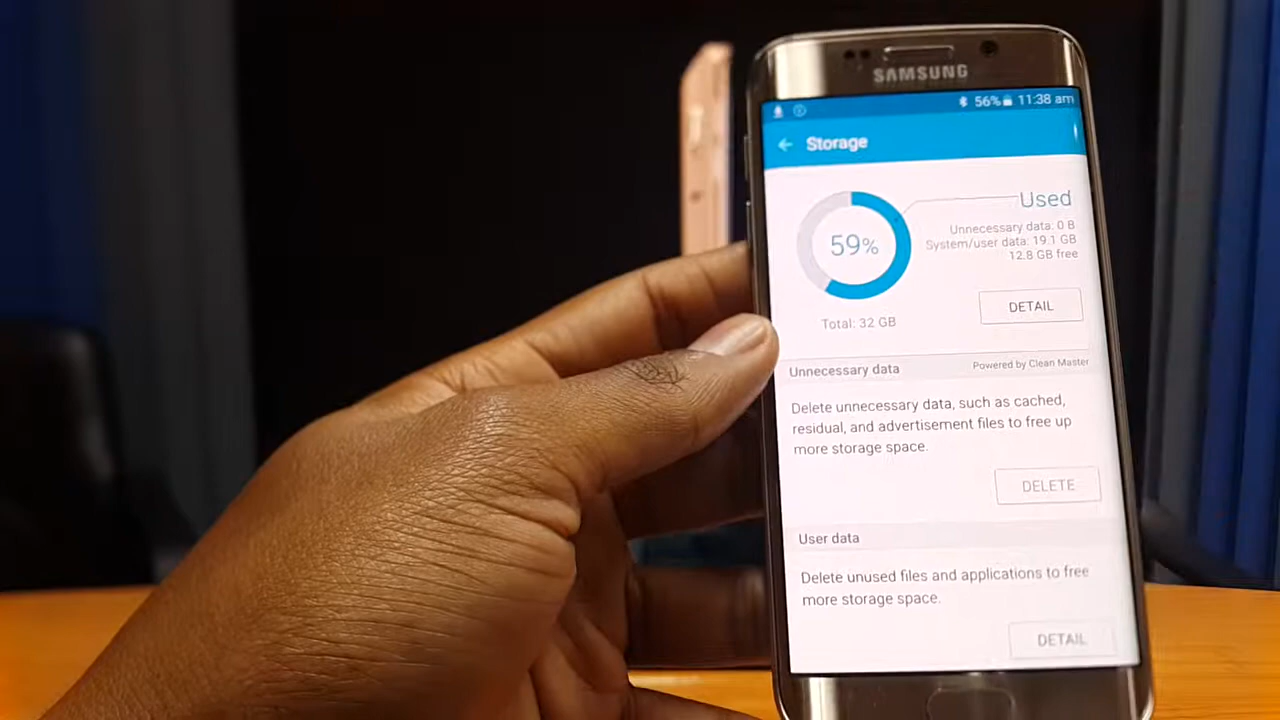 SAMSUNG
56% 11:38 am
Storage
Used
59%
Unnecessary data: 0 B
System/user data: 19.1 GB
12.8 GB free
DETAIL
Total: 32 GB
Unnecessary data
Powered by Clean Master
Delete unnecessary data, such as cached,
residual, and advertisement files to free up
more storage space.
DELETE
User data
Delete unused files and applications to free
more storage space.
DETAIL